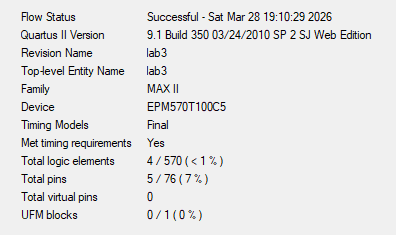 Flow Status Successful - Sat Mar 28 19:10:29 2026
Quartus II Version 9.1 Build 350 03/24/2010 SP 2 SJ Web Edition
Revision Name lab3
Top-level Entity Name lab3
Family MAX II
Device EPM570T100C5
Timing Models Final
Met timing requirements Yes
Total logic elements 4 / 570 ( < 1 % )
Total pins 5 / 76 ( 7 % )
Total virtual pins 0
UFM blocks 0 / 1 ( 0 % )